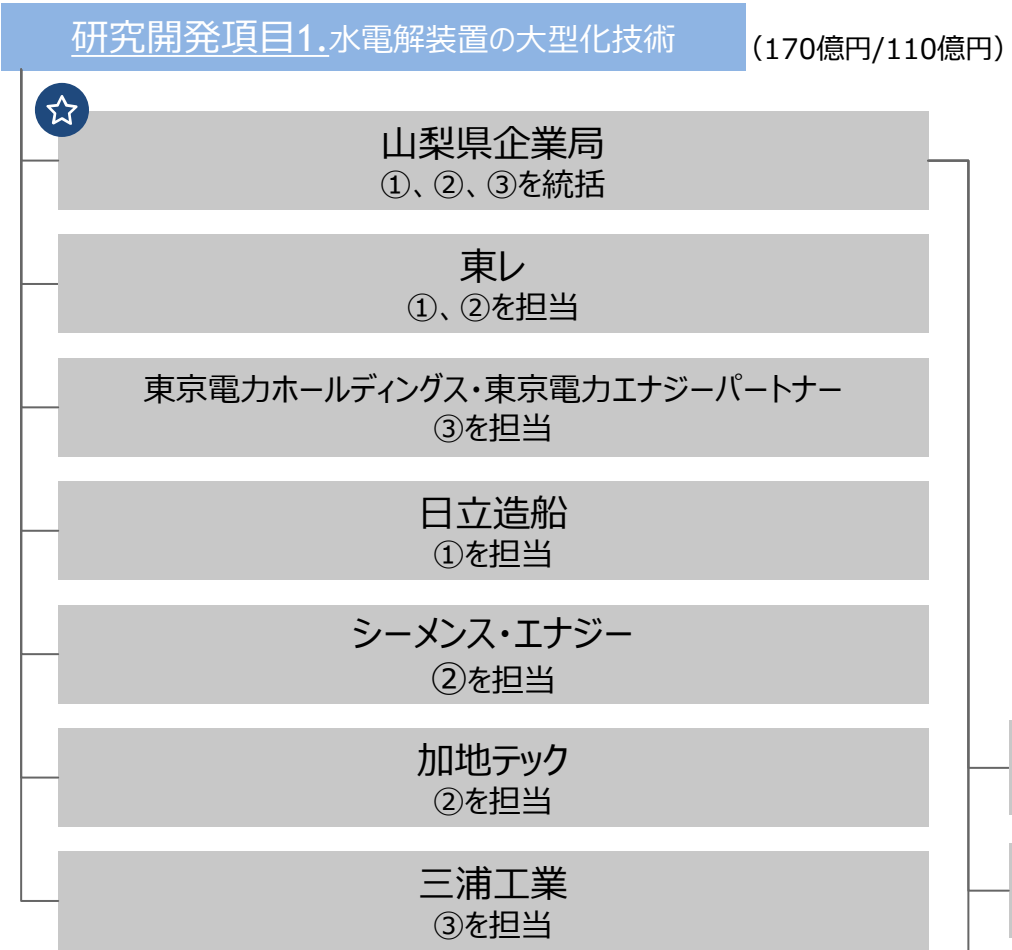 研究開発項目1.水電解装置の大型化技術
（170億円/110億円）
山梨県企業局
①、②、③を統括
東レ
①、②を担当
東京電力ホールディングス・東京電力エナジーパートナー
③を担当
日立造船
①を担当
シーメンス・エナジー
②を担当
加地テック
②を担当
三浦工業
③を担当